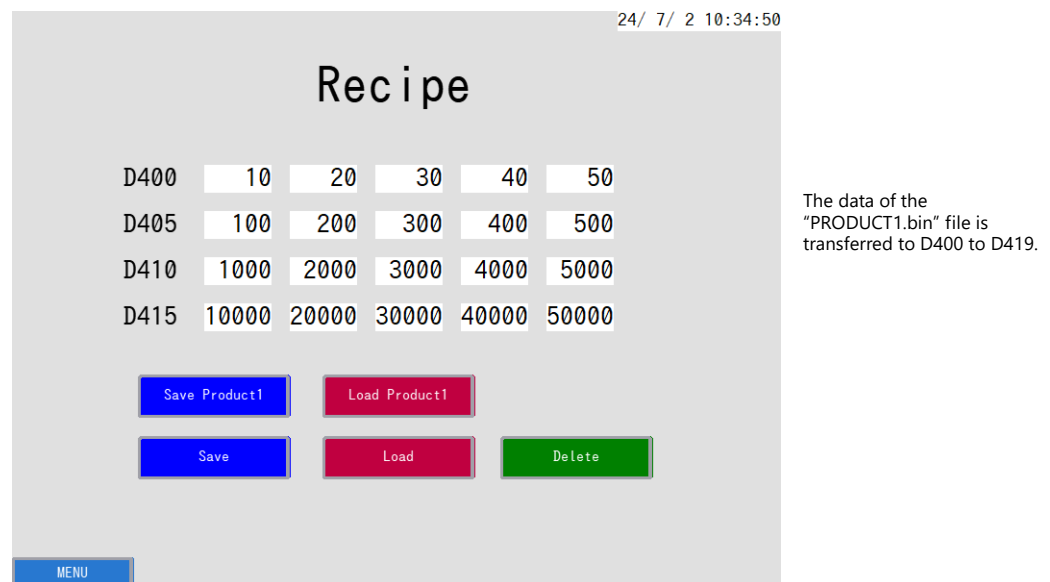 24/ 7/ 2 10:34:50
Recipe
D400 10 20 30 40 50
D405 100 200 300 400 500
D410 1000 2000 3000 4000 5000
D415 10000 20000 30000 40000 50000
The data of the
“PRODUCT1.bin” file is
transferred to D400 to D419.
Save Product1 Load Product1
Save Load Delete
MENU